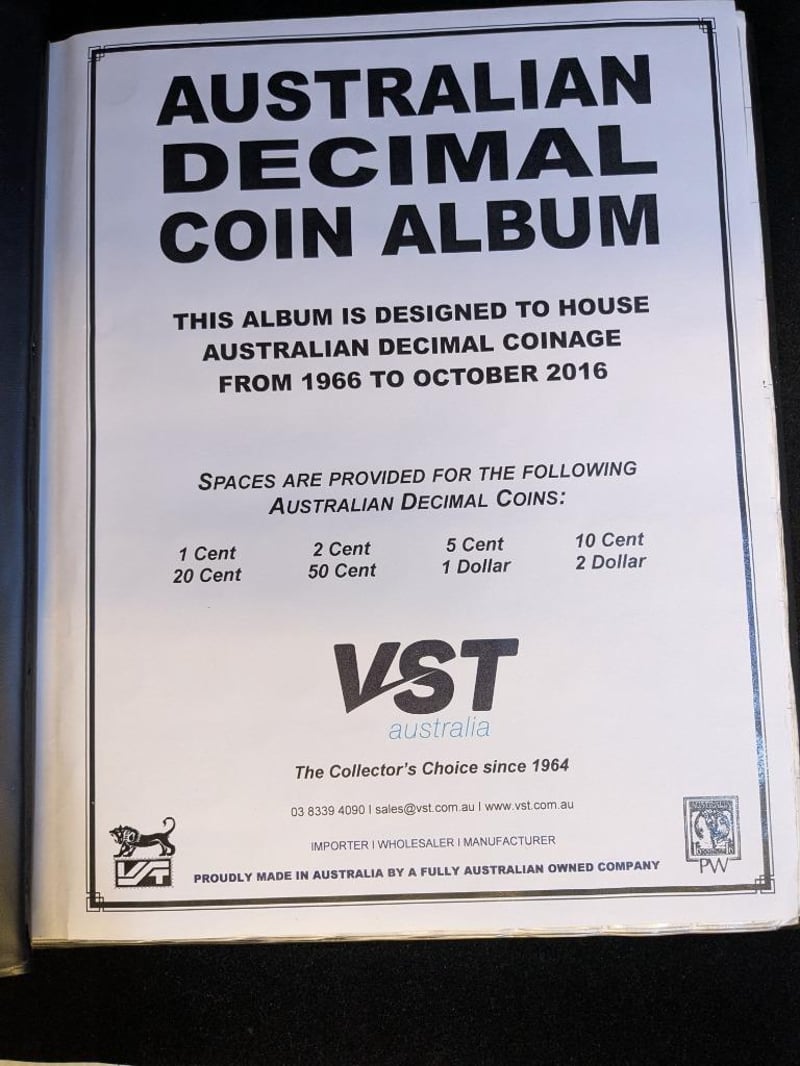 AUSTRALIAN
DECIMAL
COIN ALBUM
THIS ALBUM IS DESIGNED TO HOUSE
AUSTRALIAN DECIMAL COINAGE
FROM 1966 TO OCTOBER 2016
SPACES ARE PROVIDED FOR THE FOLLOWING
AUSTRALIAN DECIMAL COINS:
1 Cent 2 Cent 5 Cent 10 Cent
20 Cent 50 Cent 1 Dollar 2 Dollar
VST
australia
The Collector's Choice since 1964
03 8339 4090 I sales@vst.com.au I www.vst.com.au
IMPORTER I WHOLESALER I MANUFACTURER
PROUDLY MADE IN AUSTRALIA BY A FULLY AUSTRALIAN OWNED COMPANY
VST
PW